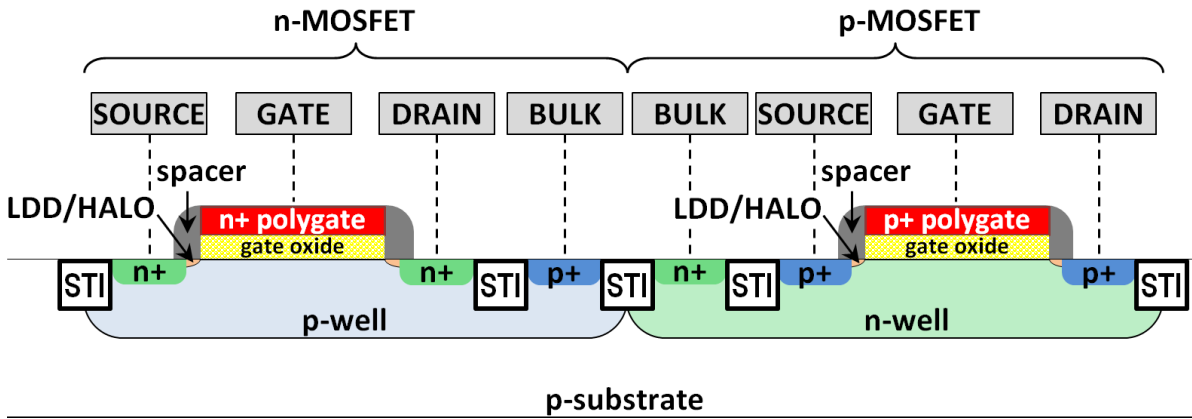 n-MOSFET
p-MOSFET
SOURCE GATE DRAIN BULK BULK SOURCE GATE DRAIN
spacer
spacer
LDD/HALO
LDD/HALO
n+ polygate
p+ polygate
gate oxide
gate oxide
STI n+ n+ STI p+ STI n+ STI p+ p+ STI
p-well
n-well
p-substrate